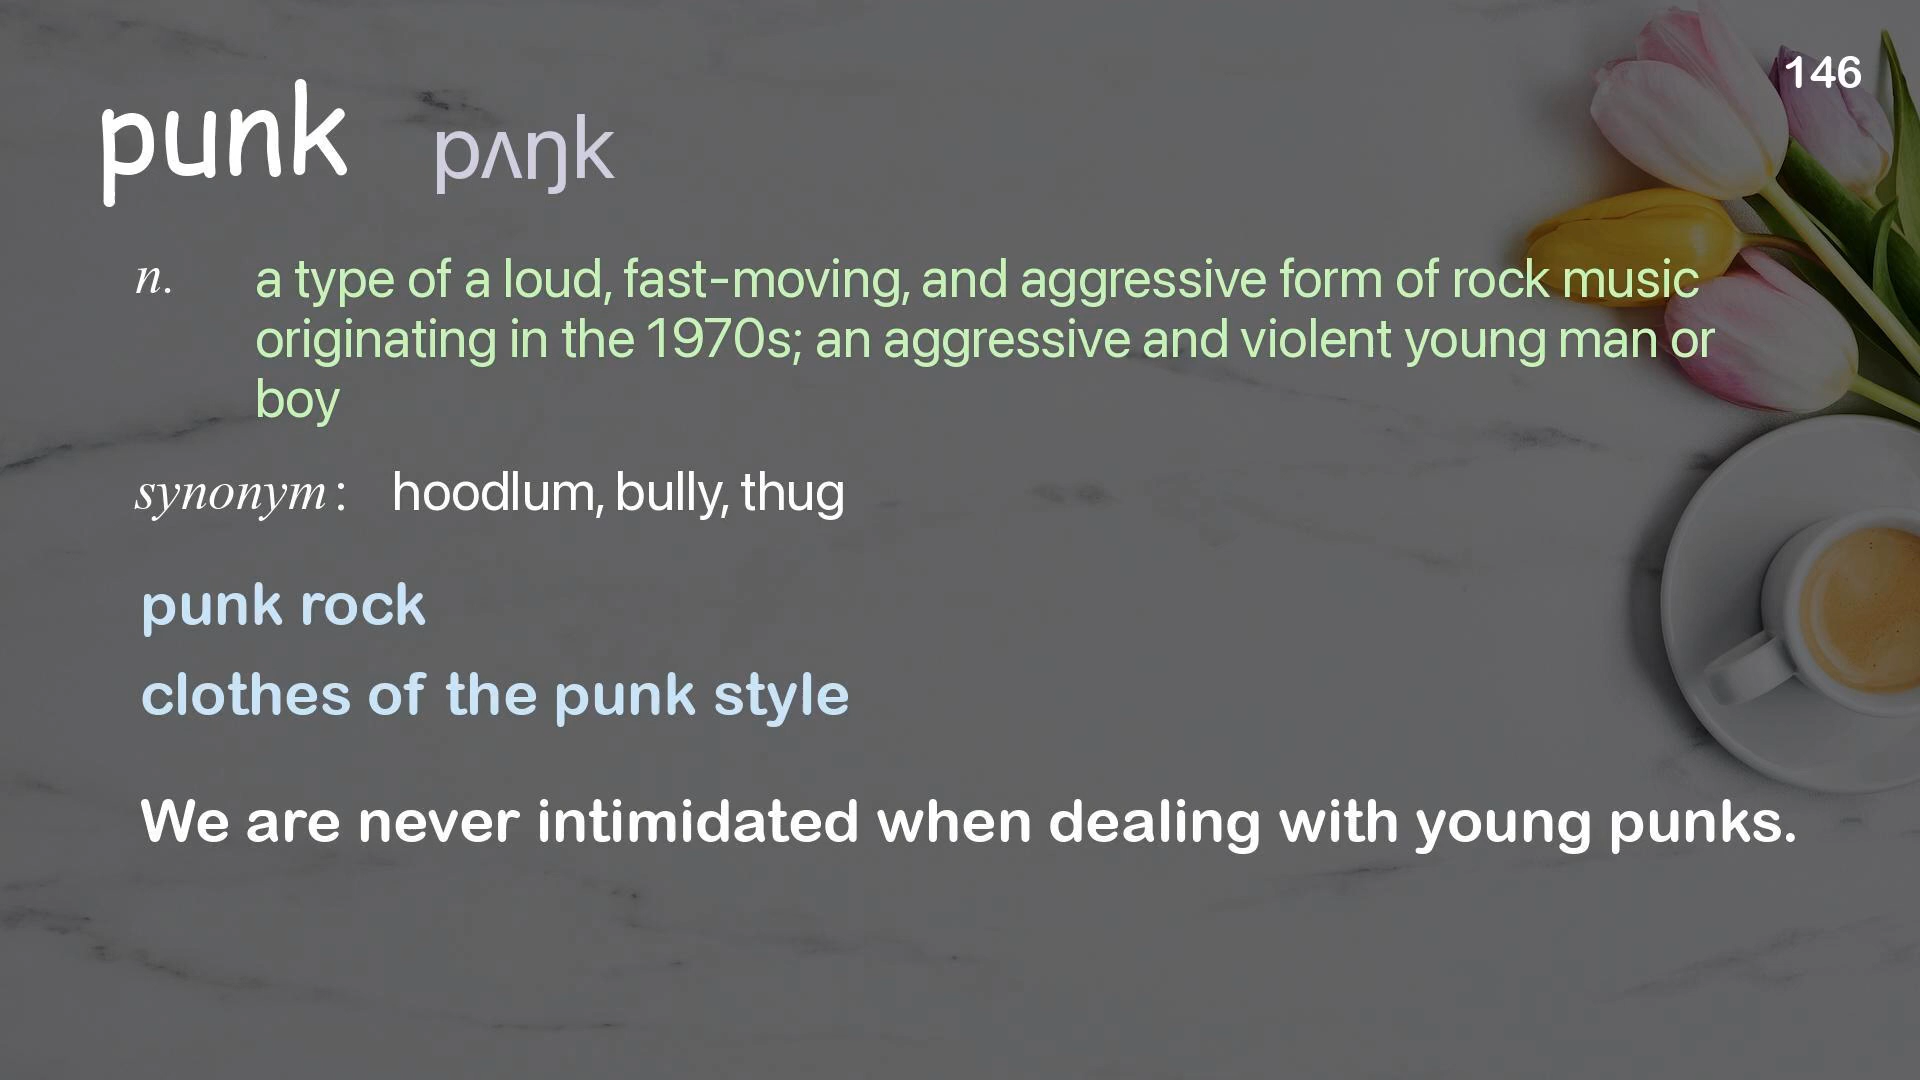 146
punk pʌŋk
n. a type of a loud, fast-moving, and aggressive form of rock music
originating in the 1970s; an aggressive and violent young man or
boy
synonym: hoodlum, bully, thug
punk rock
clothes of the punk style
We are never intimidated when dealing with young punks.